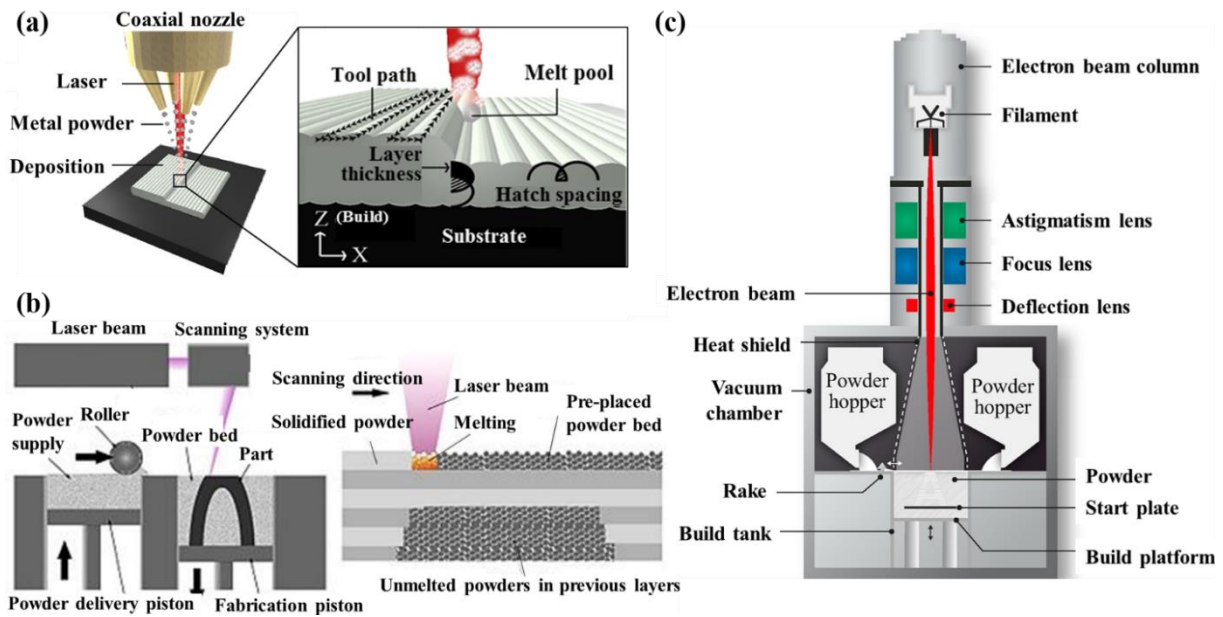 (a)
Coaxial nozzle
Laser
Metal powder
Deposition
Tool path
Melt pool
Layer
thickness
Hatch spacing
Z (Build)
X
Substrate
(b)
Laser beam
Scanning system
Powder
supply
Roller
Powder bed
Part
Powder delivery piston
Fabrication piston
Scanning direction
Solidified powder
Laser beam
Melting
Pre-placed
powder bed
Unmelted powders in previous layers
(c)
Electron beam column
Filament
Astigmatism lens
Focus lens
Electron beam
Deflection lens
Heat shield
Vacuum
chamber
Powder
hopper
Powder
hopper
Rake
Powder
Start plate
Build tank
Build platform
A